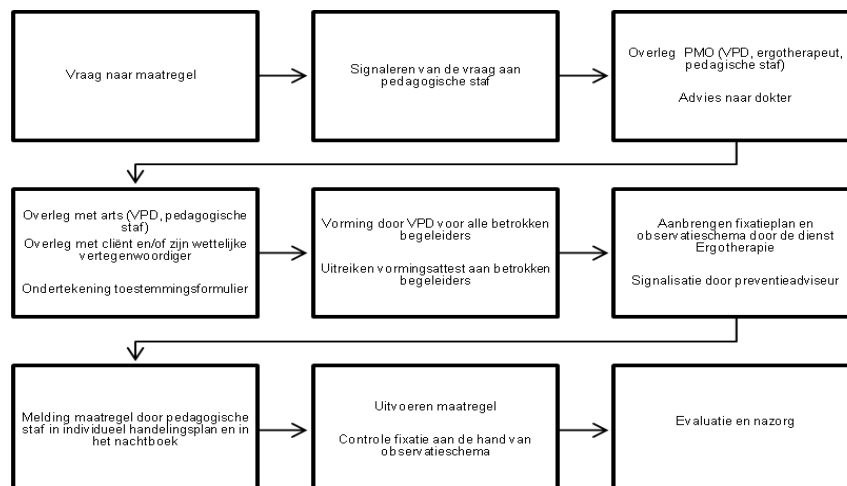 Vraag naar maatregel
Signaleren van de vraag aan
pedagogische staf
Overleg PMO (VPD, ergotherapeut,
pedagische staf)
Advies naar dokter
Overleg met arts (VPD, pedagogische
staf)
Overleg met cliënt en/of zijn wettelijke
vertegenwoordiger
Ondertekening toestemmingsformulier
Vorming door VPD voor alle betrokken
begeleiders
Uitreiken vormingsattest aan betrokken
begeleiders
Aanbrengen fixatieplan en
observatieschema door de dienst
Ergotherapie
Signalisatie door preventieadviseur
Melding maatregel door pedagogische
staf in individueel handelingsplan en in
het nachtboek
Uitvoeren maatregel
Controle fixatie aan de hand van
observatieschema
Evaluatie en nazorg